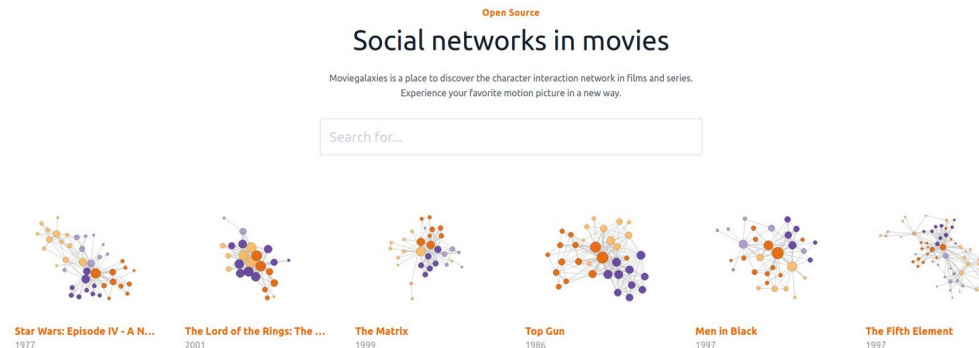 Open Source
Social networks in movies
Moviegalaxies is a place to discover the character interaction network in films and series.
Experience your favorite motion picture in a new way.
Search for...
Star Wars: Episode IV - A N...
1977
The Lord of the Rings: The ...
2001
The Matrix
1999
Top Gun
1986
Men in Black
1997
The Fifth Element
1997